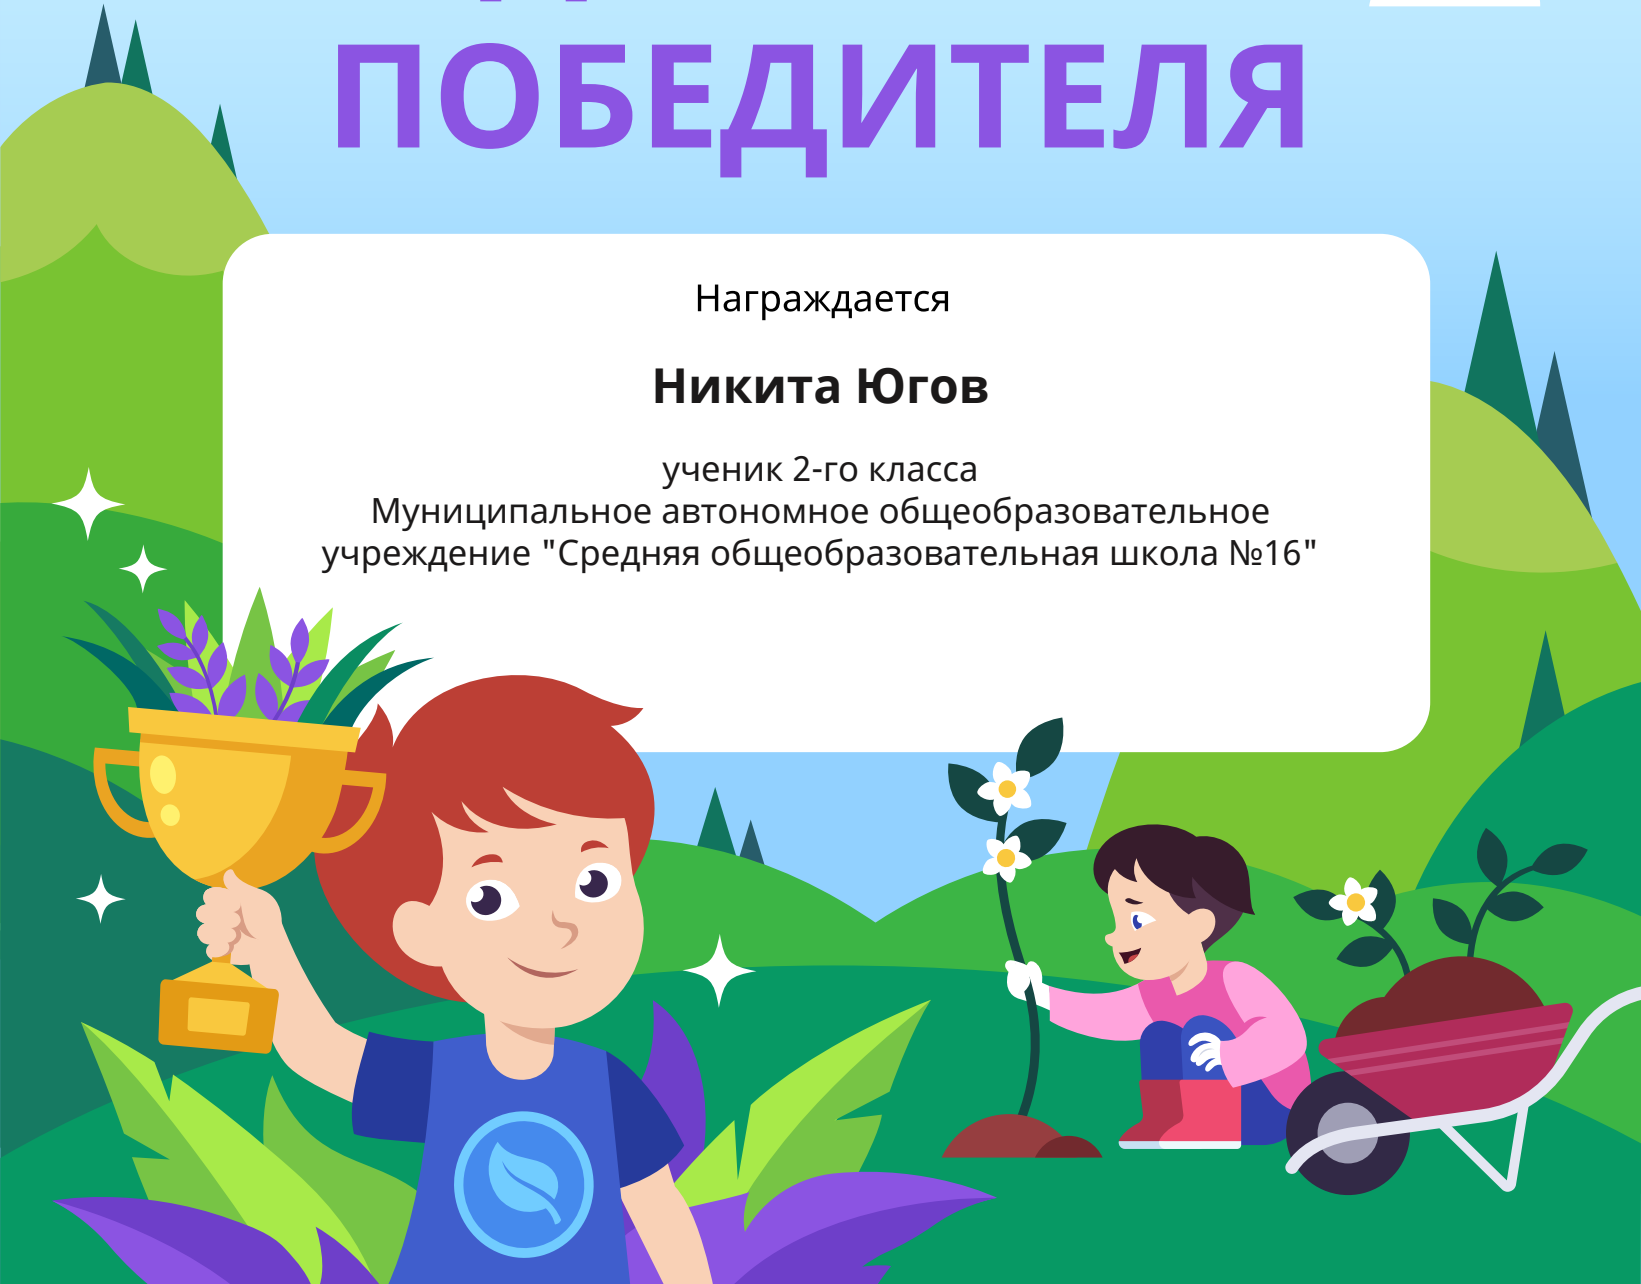 ПОБЕДИТЕЛЯ
Награждается
Никита Югов
ученик 2-го класса
Муниципальное автономное общеобразовательное
учреждение "Средняя общеобразовательная школа №16"